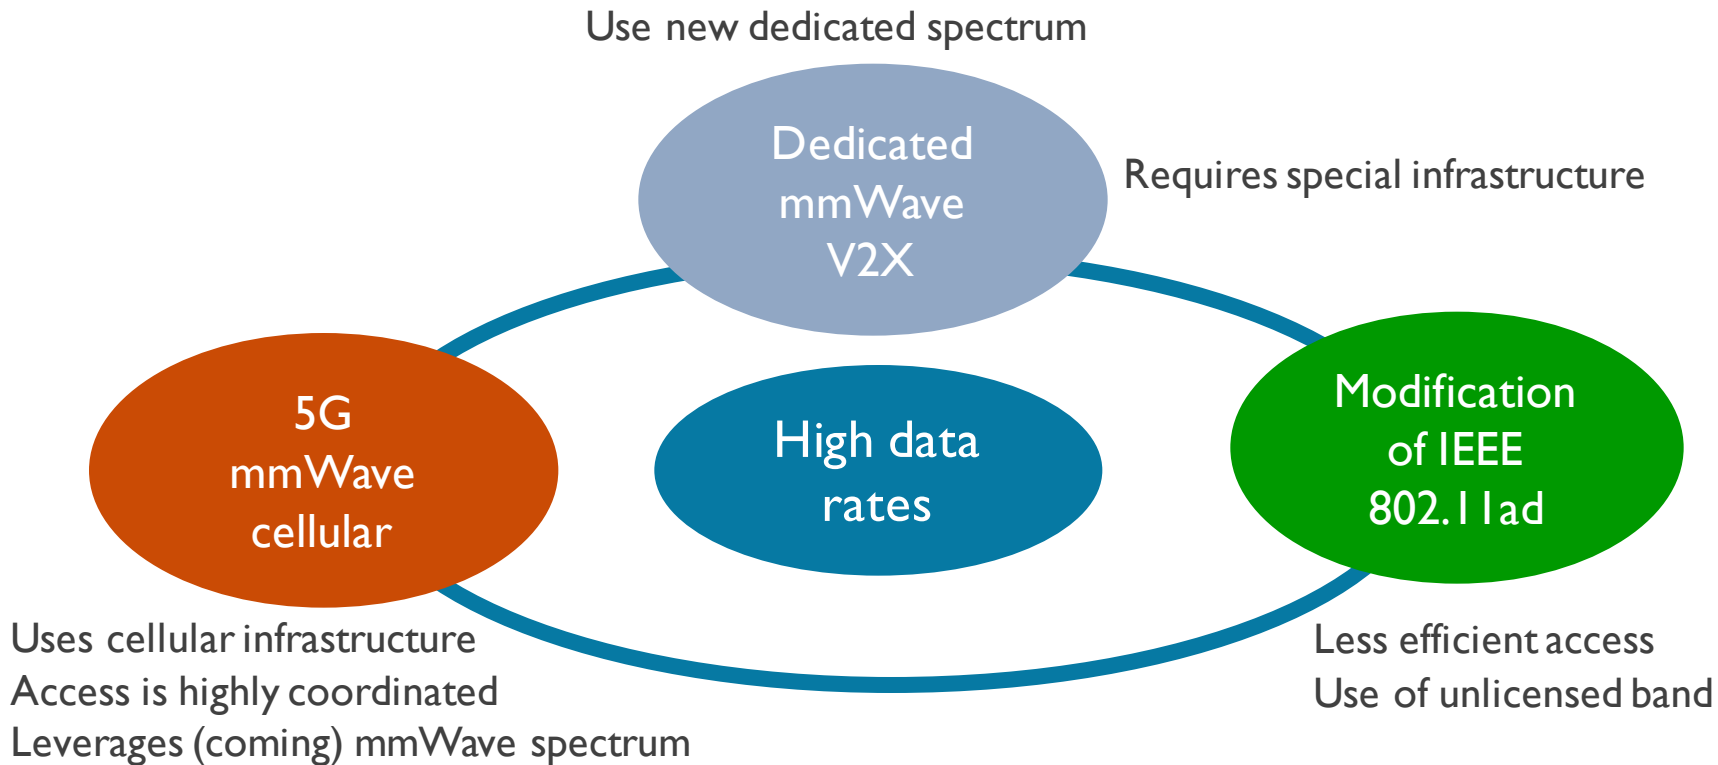 Use new dedicated spectrum
Dedicated
mmWave
V2X
Requires special infrastructure
5G
mmWave
cellular
High data
rates
Modification
of IEEE
802.11ad
Uses cellular infrastructure
Access is highly coordinated
Leverages (coming) mmWave spectrum
Less efficient access
Use of unlicensed band